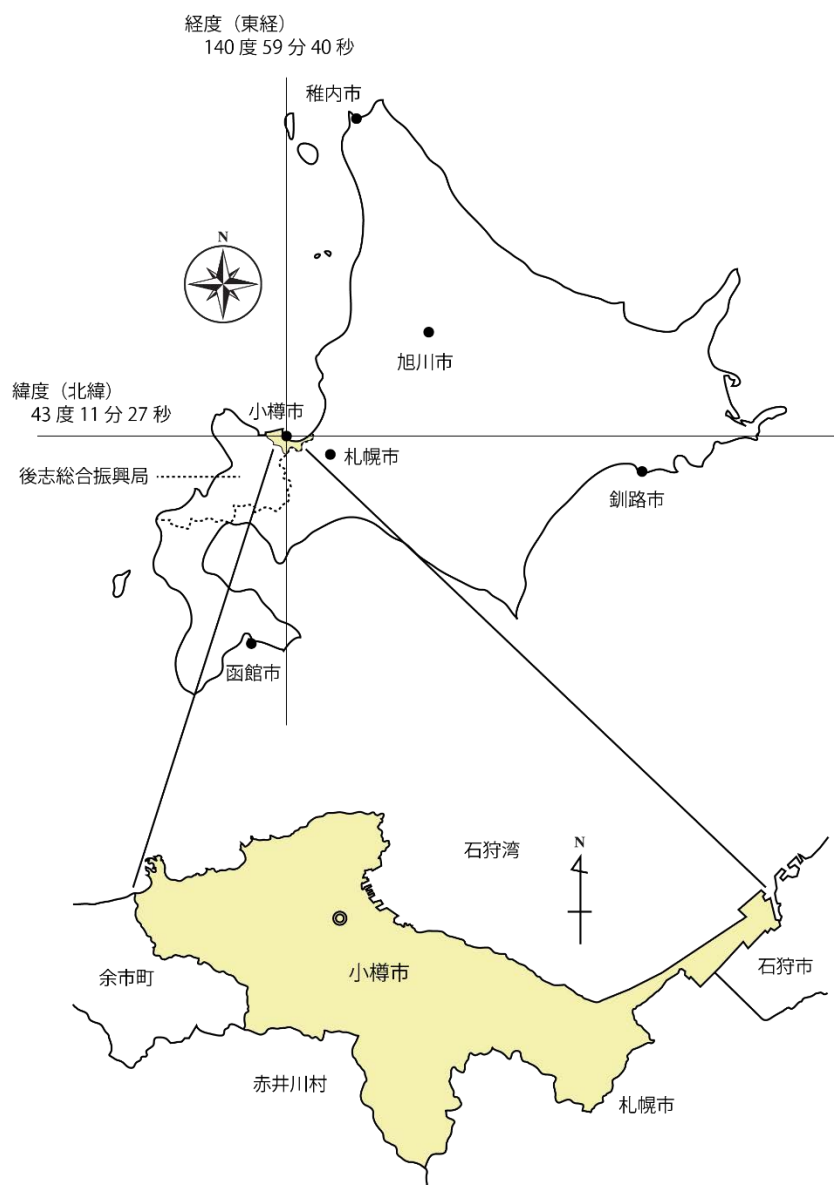 経度（東経）
140 度 59 分 40 秒
稚内市
N
旭川市
緯度（北緯）
43 度 11 分 27 秒
小樽市
札幌市
後志総合振興局
釧路市
函館市
石狩湾
N
余市町
小樽市
石狩市
赤井川村
札幌市